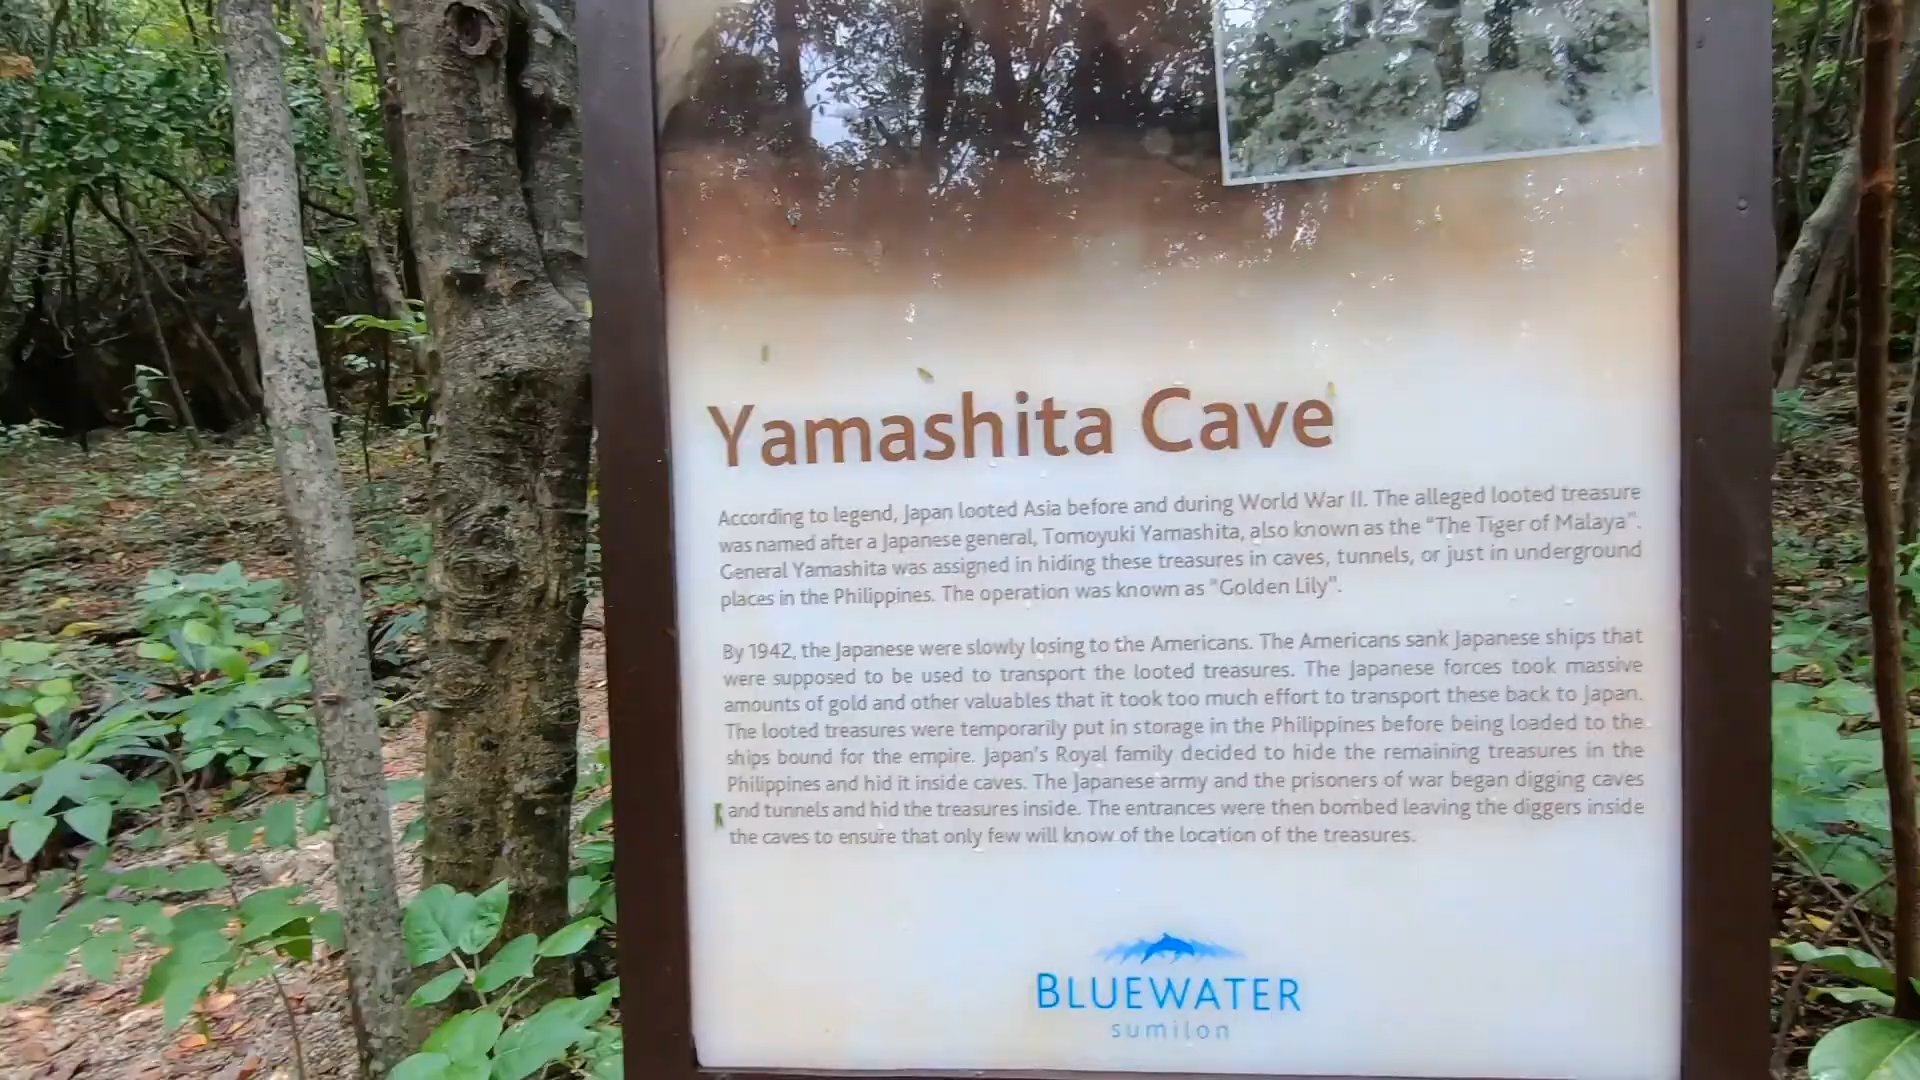 Yamashita Cave
According to legend, Japan looted Asia before and during World War II. The alleged looted treasure
was named after a Japanese general, Tomoyuki Yamashita, also known as the "The Tiger of Malaya".
General Yamashita was assigned in hiding these treasures in caves, tunnels, or just in underground
places in the Philippines. The operation was known as "Golden Lily".
By 1942, the Japanese were slowly losing to the Americans. The Americans sank Japanese ships that
were supposed to be used to transport the looted treasures. The Japanese forces took massive
amounts of gold and other valuables that it took too much effort to transport these back to Japan.
The looted treasures were temporarily put in storage in the Philippines before being loaded to the
ships bound for the empire. Japan's Royal family decided to hide the remaining treasures in the
Philippines and hid it inside caves. The Japanese army and the prisoners of war began digging caves
and tunnels and hid the treasures inside. The entrances were then bombed leaving the diggers inside
the caves to ensure that only few will know of the location of the treasures.
BLUEWATER
sumilon